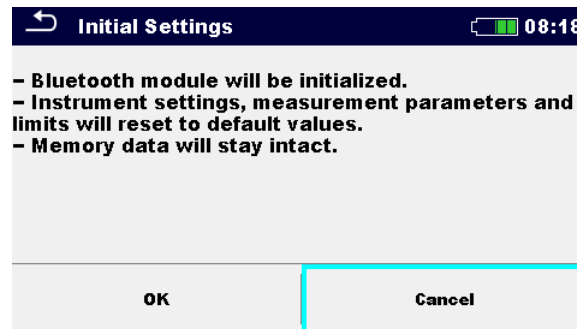 Initial Settings
08:18
– Bluetooth module will be initialized.
– Instrument settings, measurement parameters and
limits will reset to default values.
– Memory data will stay intact.
OK
Cancel